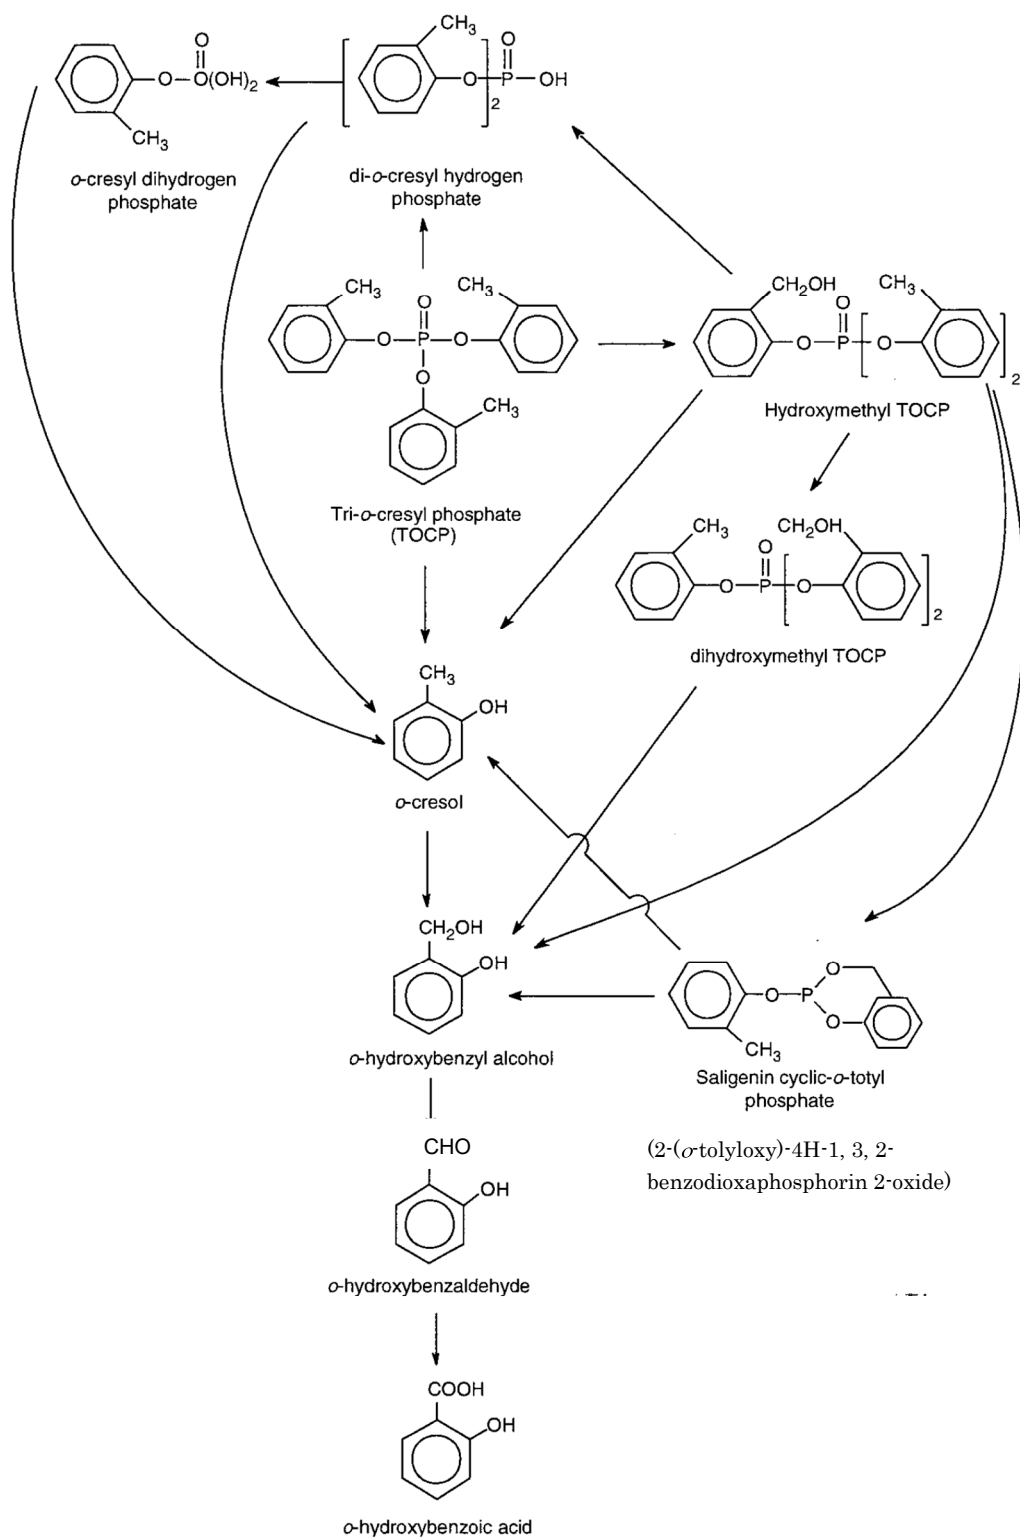 CH3
O
O
O–O(OH)2
O–P–OH
2
CH3
o-cresyl dihydrogen
phosphate
di-o-cresyl hydrogen
phosphate
CH3
O
CH3
O–P–O
O
CH3
Tri-o-cresyl phosphate
(TOCP)
CH2OH
O
CH3
O–P–O
2
Hydroxymethyl TOCP
CH3
O
CH2OH
O–P–O
2
dihydroxymethyl TOCP
CH3
OH
o-cresol
CH2OH
OH
o-hydroxybenzyl alcohol
O
O–P
O
CH3
Saligenin cyclic-o-totyl
phosphate
(2-(o-tolyloxy)-4H-1, 3, 2-
benzodioxaphosphorin 2-oxide)
CHO
OH
o-hydroxybenzaldehyde
COOH
OH
o-hydroxybenzoic acid